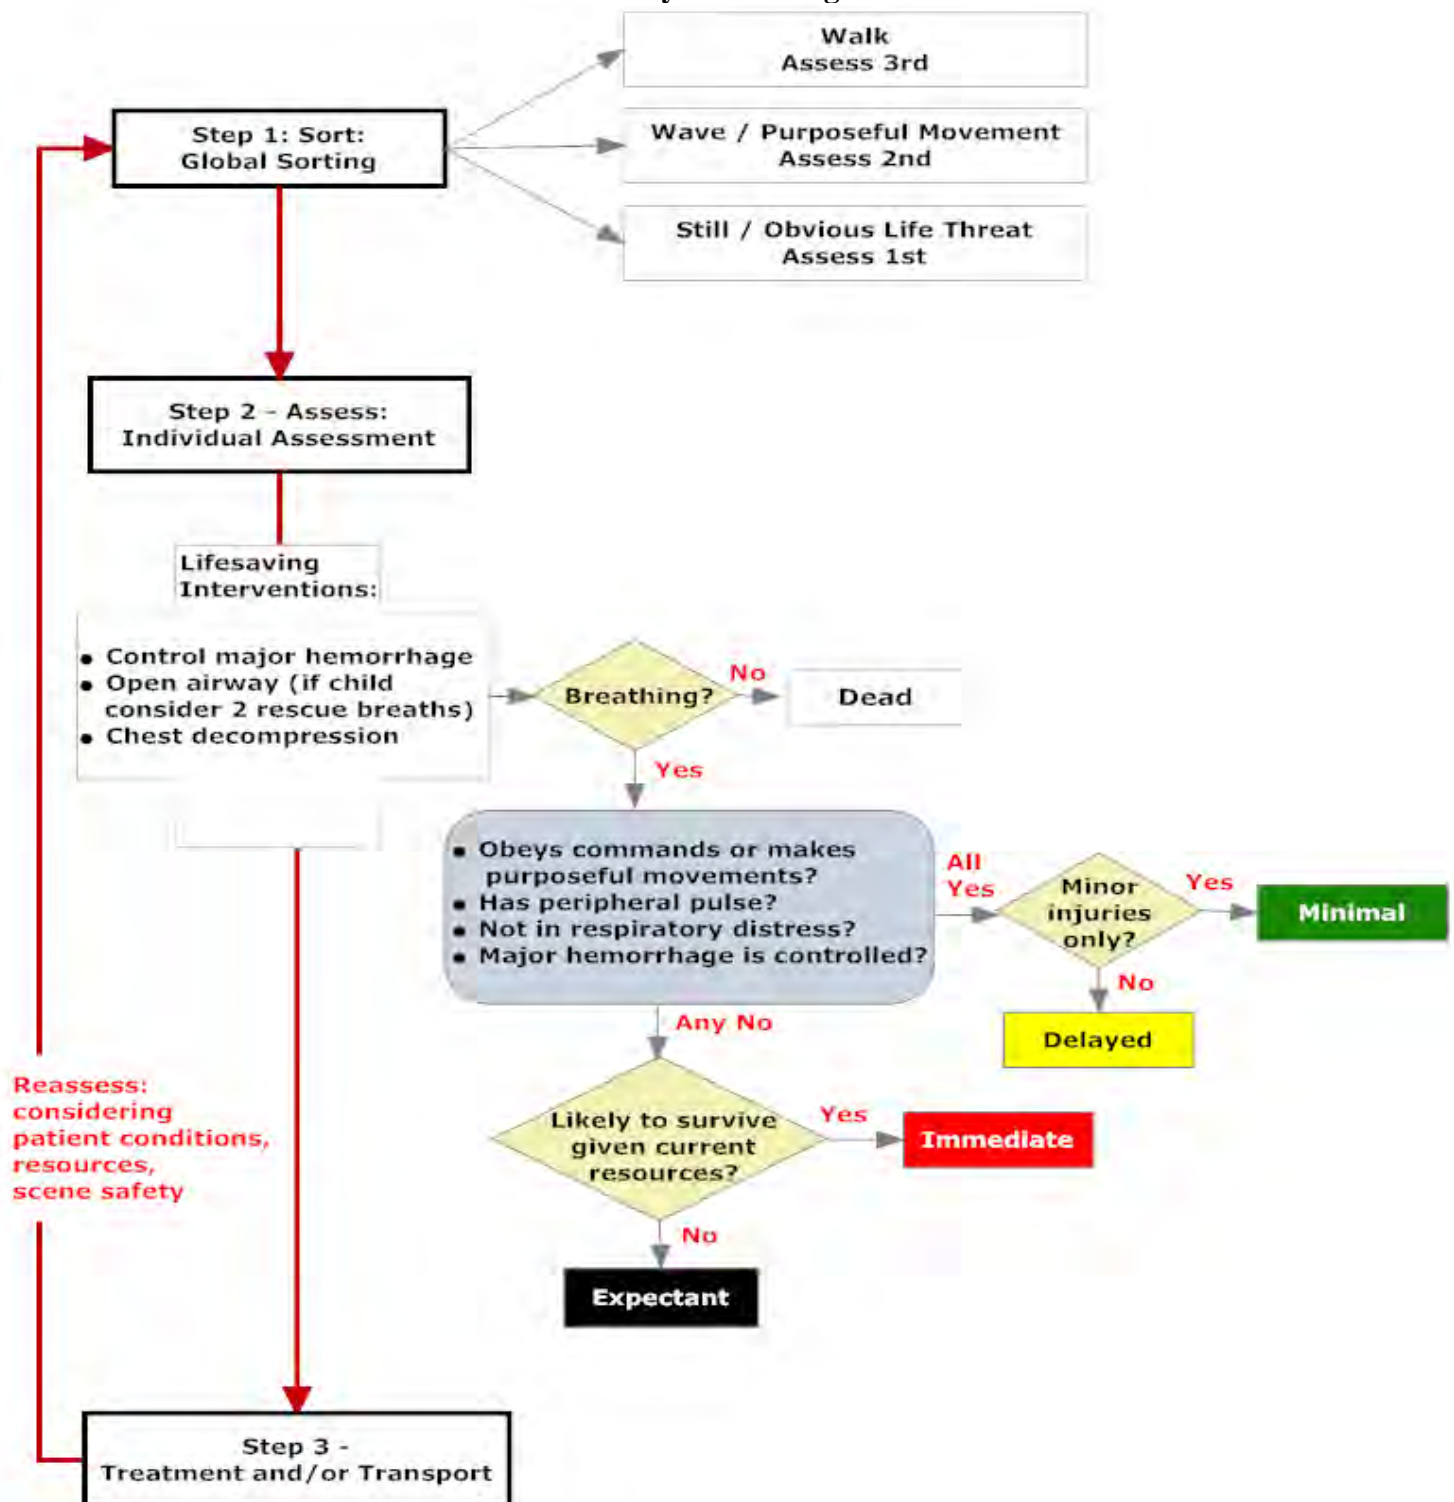 Walk
Assess 3rd
Step 1: Sort:
Global Sorting
Wave / Purposeful Movement
Assess 2nd
Still / Obvious Life Threat
Assess 1st
Step 2 - Assess:
Individual Assessment
Lifesaving
Interventions:
• Control major hemorrhage
• Open airway (if child
consider 2 rescue breaths)
• Chest decompression
Breathing?
No
Dead
Yes
• Obeys commands or makes
purposeful movements?
• Has peripheral pulse?
• Not in respiratory distress?
• Major hemorrhage is controlled?
All
Yes
Minor
injuries
only?
Yes
Minimal
No
Delayed
Any No
Likely to survive
given current
resources?
Yes
Immediate
No
Expectant
Reassess:
considering
patient conditions,
resources,
scene safety
Step 3 -
Treatment and/or Transport